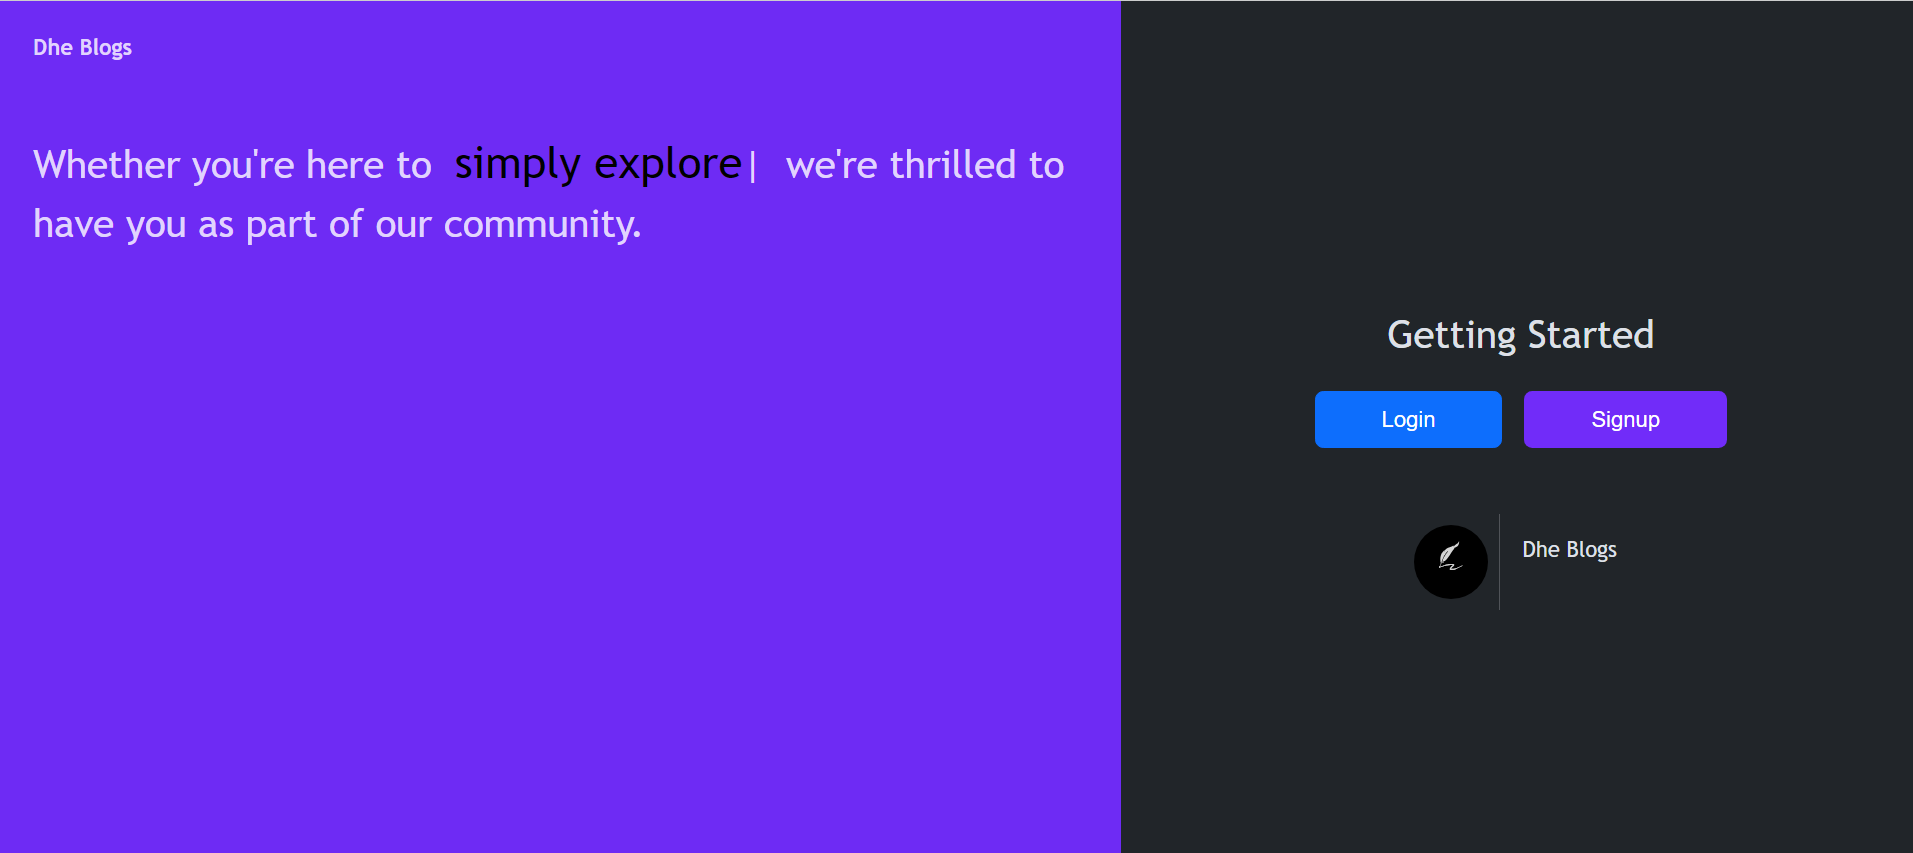 Dhe Blogs
Whether you're here to simply explore| we're thrilled to
have you as part of our community.
Getting Started
Login Signup
Dhe Blogs